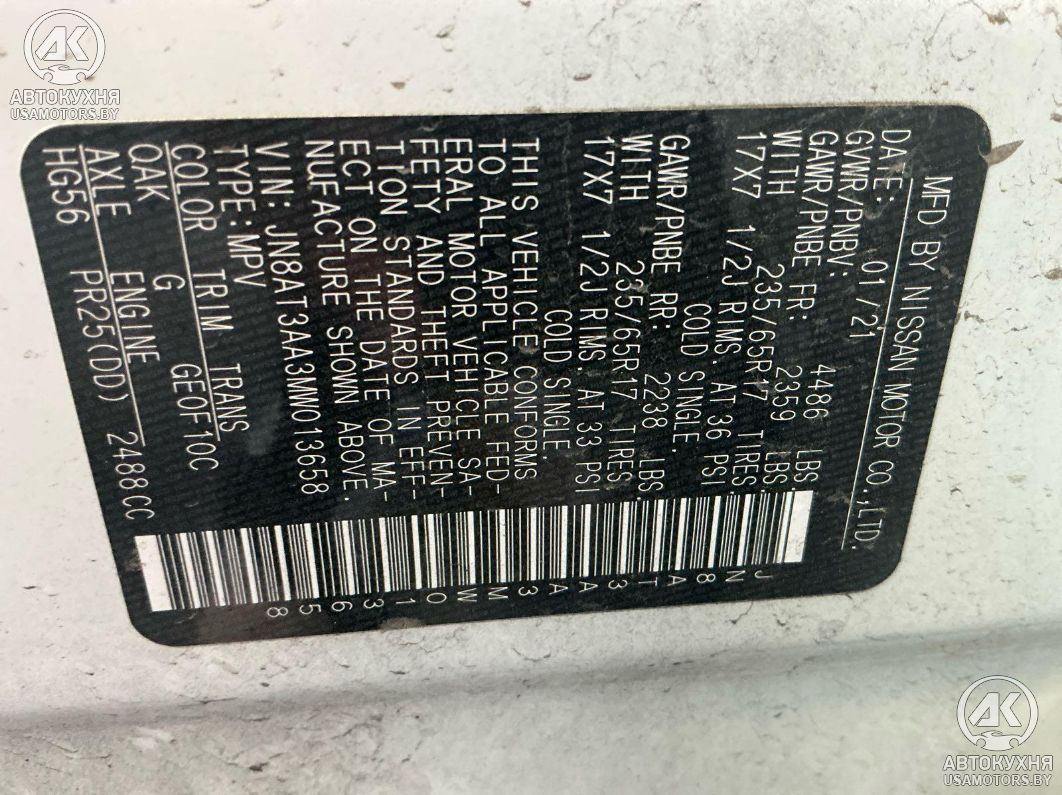 AK
АВТОКУХНЯ
USAMOTORS.BY
MFD BY NISSAN MOTOR CO.,LTD.
DATE: 01/21
GVWR/PNBV: 4486 LBS
GAWR/PNBE FR: 2359 LBS
WITH 235/65R17 TIRES
17X7 1/2J RIMS. AT 36 PSI
COLD SINGLE.
GAWR/PNBE RR: 2238 LBS.
WITH 235/65R17 TIRES
17X7 1/2J RIMS. AT 33 PSI
COLD SINGLE.
THIS VEHICLE CONFORMS
TO ALL APPLICABLE FED-
ERAL MOTOR VEHICLE SA-
FETY AND THEFT PREVEN-
TION STANDARDS IN EFF-
ECT ON THE DATE OF MA-
NUFACTURE SHOWN ABOVE.
VIN: JN8AT3AA3MW013658
TYPE:MPV
COLOR TRIM TRANS
QAK G GE0F10C
AXLE ENGINE
HG56 PR25(DD) 2488CC
JN8AT3AA3MW013658
AK
АВТОКУХНЯ
USAMOTORS.BY